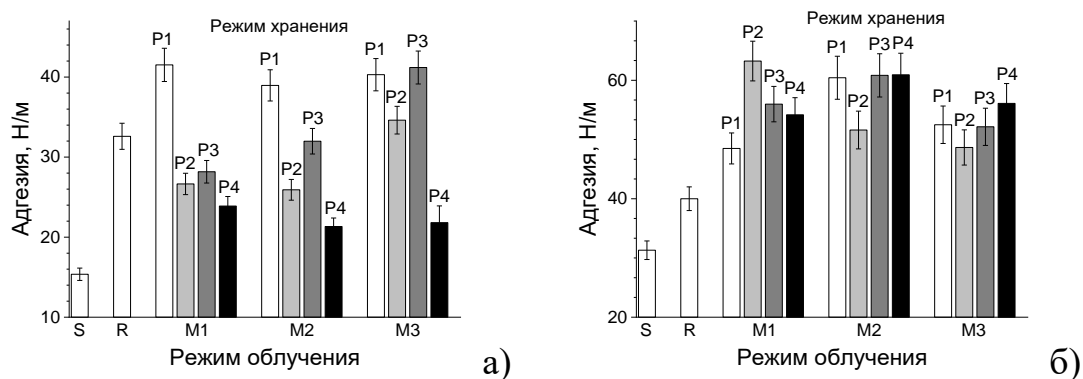 Режим хранения
P1
P2
P3
P4
P1
P2
P3
P4
P1
P2
P3
P4
40
30
20
10
Адгезия, Н/м
S R M1 M2 M3
Режим облучения
а)
Режим хранения
P1
P2
P3
P4
P1
P2
P3
P4
P1
P2
P3
P4
60
40
20
Адгезия, Н/м
S R M1 M2 M3
Режим облучения
б)